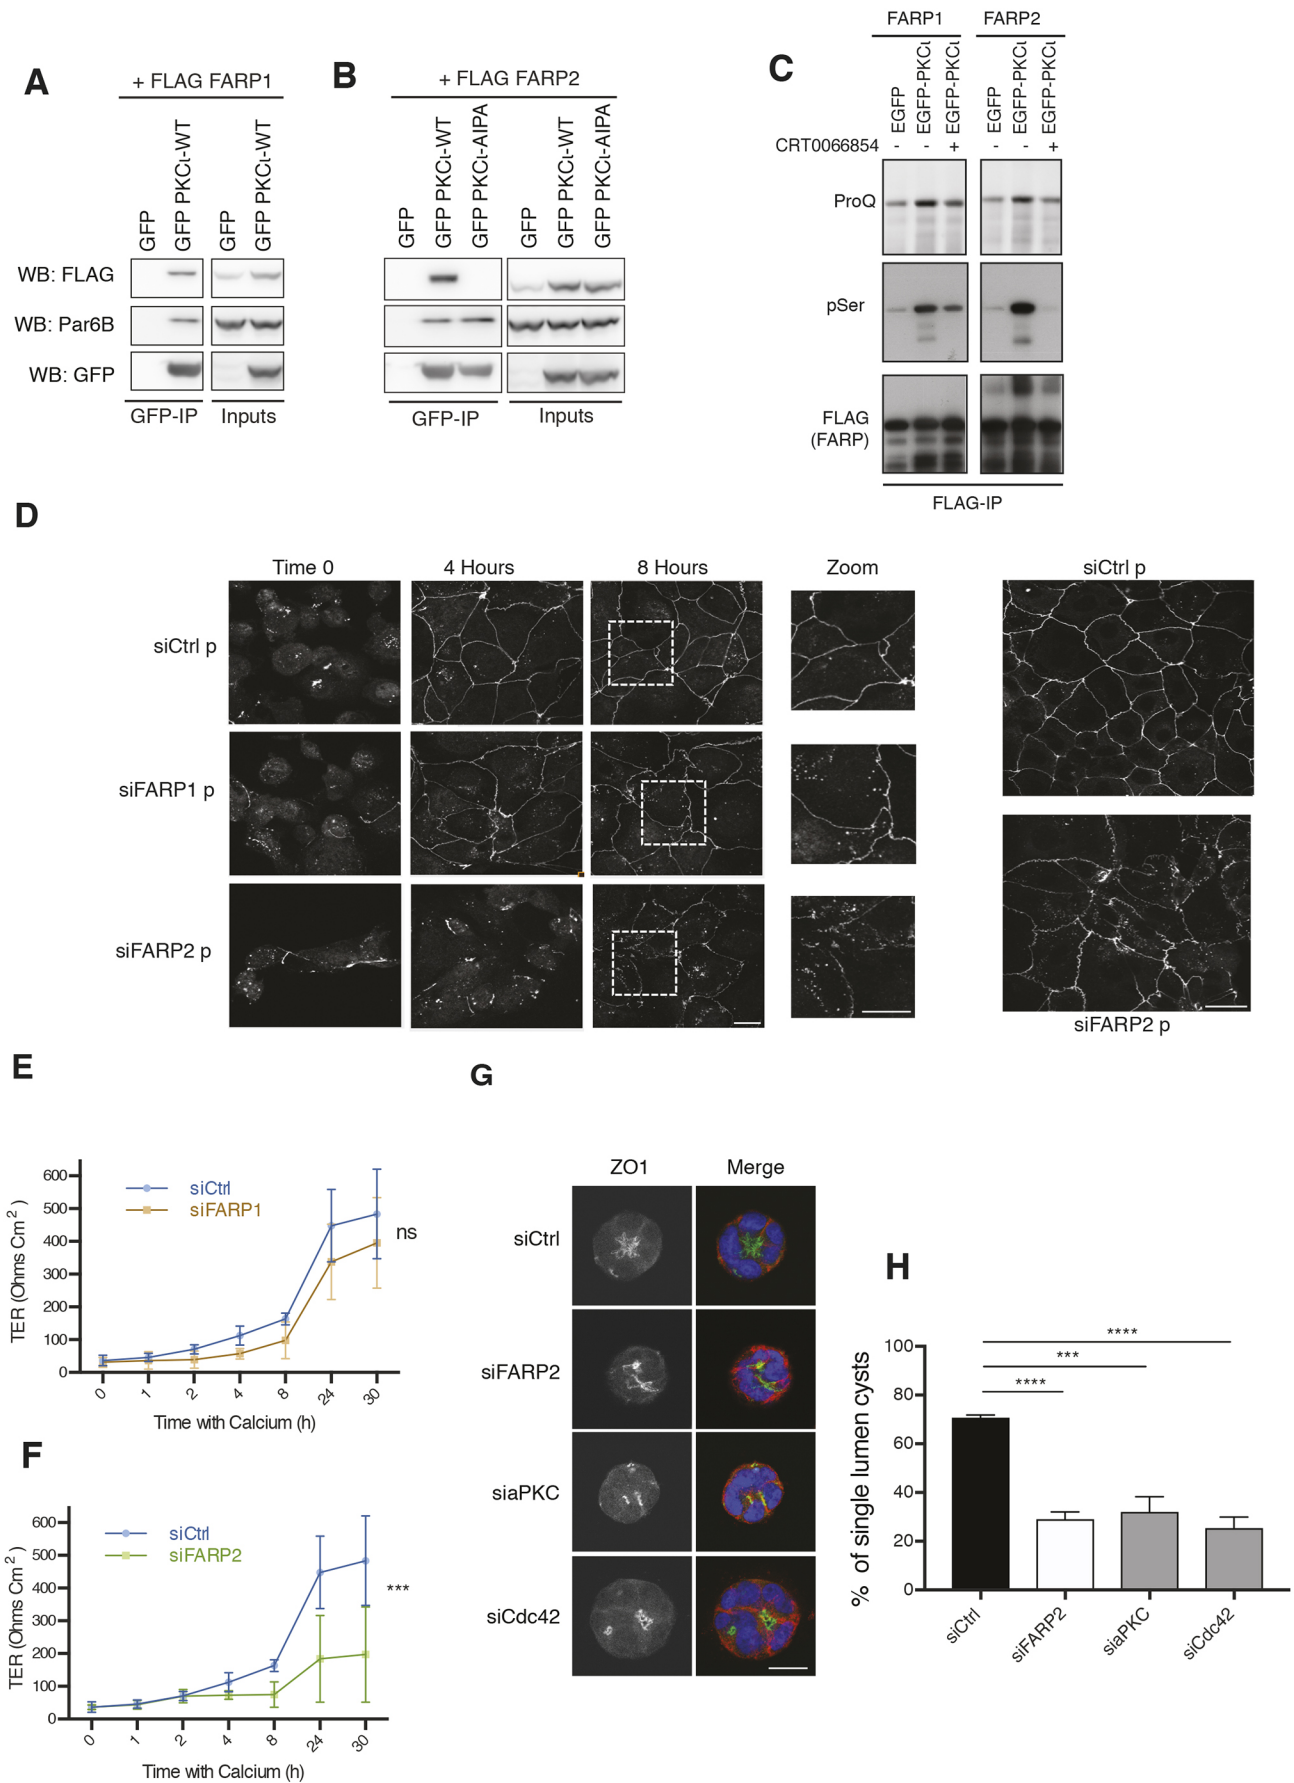 A
+ FLAG FARP1
GFP
GFP PKCι-WT
GFP
GFP PKCι-WT
WB: FLAG
WB: Par6B
WB: GFP
GFP-IP
Inputs
B
+ FLAG FARP2
GFP
GFP PKCι-WT
GFP PKCι-AIPA
GFP
GFP PKCι-WT
GFP PKCι-AIPA
GFP-IP
Inputs
C
FARP1
FARP2
EGFP
EGFP-PKCι
EGFP-PKCι
EGFP
EGFP-PKCι
EGFP-PKCι
CRT0066854 - - + - - +
ProQ
pSer
FLAG
(FARP)
FLAG-IP
D
Time 0
4 Hours
8 Hours
Zoom
siCtrl p
siCtrl p
siFARP1 p
siFARP2 p
siFARP2 p
E
TER (Ohms Cm²)
600
500
400
300
200
100
0
siCtrl
siFARP1
ns
0 1 2 4 8 24 30
Time with Calcium (h)
F
TER (Ohms Cm²)
600
500
400
300
200
100
0
siCtrl
siFARP2
***
0 1 2 4 8 24 30
Time with Calcium (h)
G
ZO1
Merge
siCtrl
siFARP2
siaPKC
siCdc42
H
% of single lumen cysts
100
80
60
40
20
0
****
***
****
siCtrl
siFARP2
siaPKC
siCdc42